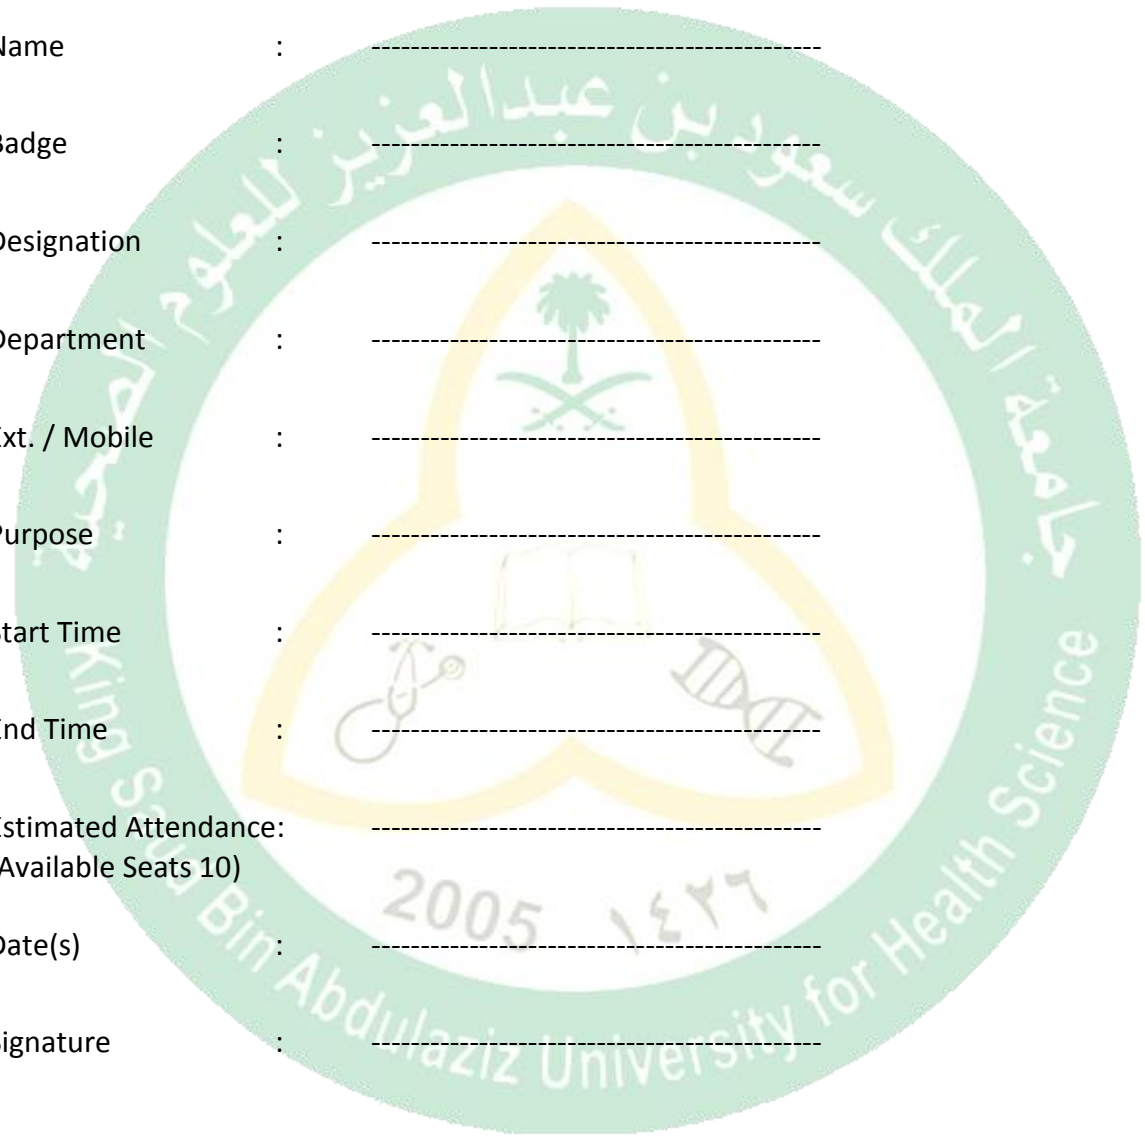 Name : ----------------------------------------------
Badge : ----------------------------------------------
Designation : ----------------------------------------------
Department : ----------------------------------------------
Ext. / Mobile : ----------------------------------------------
Purpose : ----------------------------------------------
Start Time : ----------------------------------------------
End Time : ----------------------------------------------
Estimated Attendance: ----------------------------------------------
(Available Seats 10)
Date(s) : ----------------------------------------------
Signature : ----------------------------------------------
جامعة الملك سعود بن عبدالعزيز للعلوم الصحية
2005 ١٤٢٦
King Saud Bin Abdulaziz University for Health Science